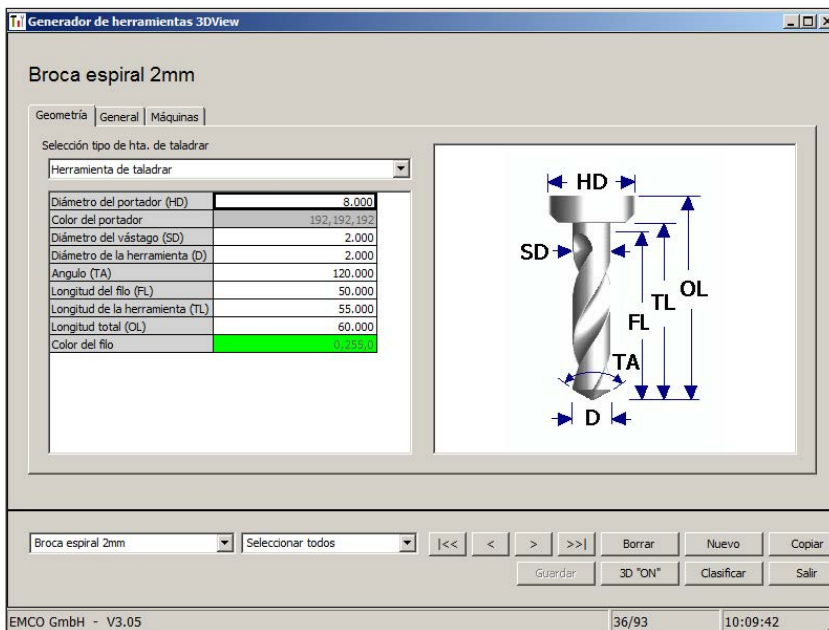 Generador de herramientas 3DView
Broca espiral 2mm
Geometría General Máquinas
Selección tipo de hta. de taladrar
Herramienta de taladrar
Diámetro del portador (HD) 8.000
Color del portador 192,192,192
Diámetro del vástago (SD) 2.000
Diámetro de la herramienta (D) 2.000
Angulo (TA) 120.000
Longitud del filo (FL) 50.000
Longitud de la herramienta (TL) 55.000
Longitud total (OL) 60.000
Color del filo 0,255,0
HD
SD
OL
TL
FL
TA
D
Broca espiral 2mm Seleccionar todos |<< < > >>| Borrar Nuevo Copiar
Guardar 3D "ON" Clasificar Salir
EMCO GmbH - V3.05 36/93 10:09:42